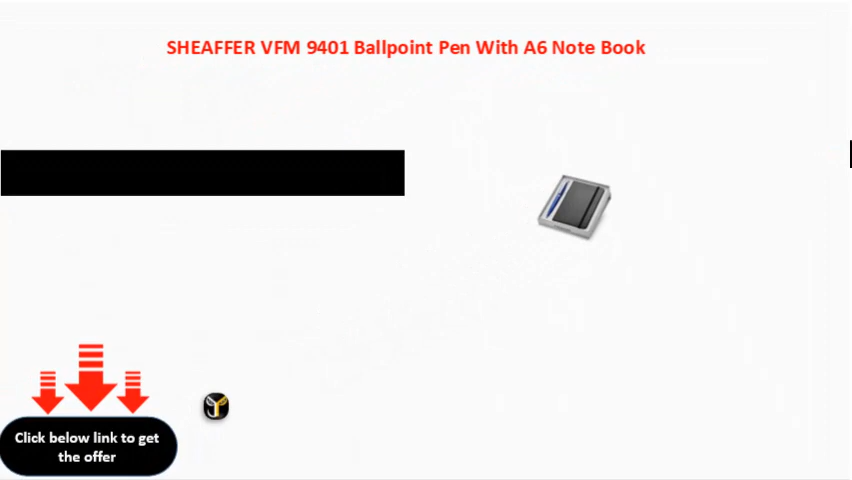 SHEAFFER VFM 9401 Ballpoint Pen With A6 Note Book
Click below link to get
the offer